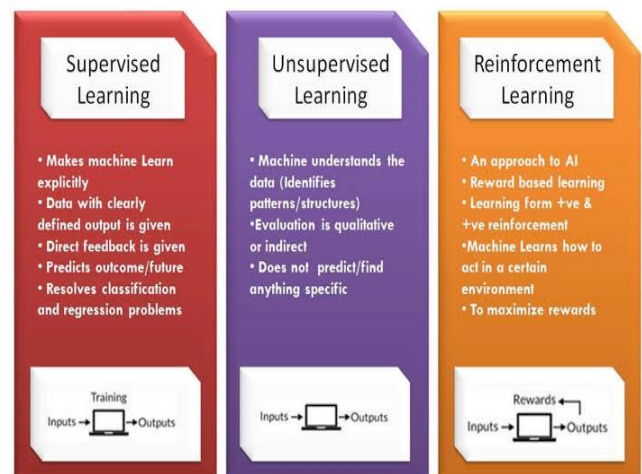 Supervised
Learning
• Makes machine Learn
explicitly
• Data with clearly
defined output is given
• Direct feedback is given
• Predicts outcome/future
• Resolves classification
and regression problems
Training
Inputs → → Outputs
Unsupervised
Learning
• Machine understands the
data (Identifies
patterns/structures)
•Evaluation is qualitative
or indirect
• Does not predict/find
anything specific
Inputs → → Outputs
Reinforcement
Learning
• An approach to AI
• Reward based learning
• Learning form +ve &
+ve reinforcement
•Machine Learns how to
act in a certain
environment
• To maximize rewards
Rewards
Inputs → → Outputs